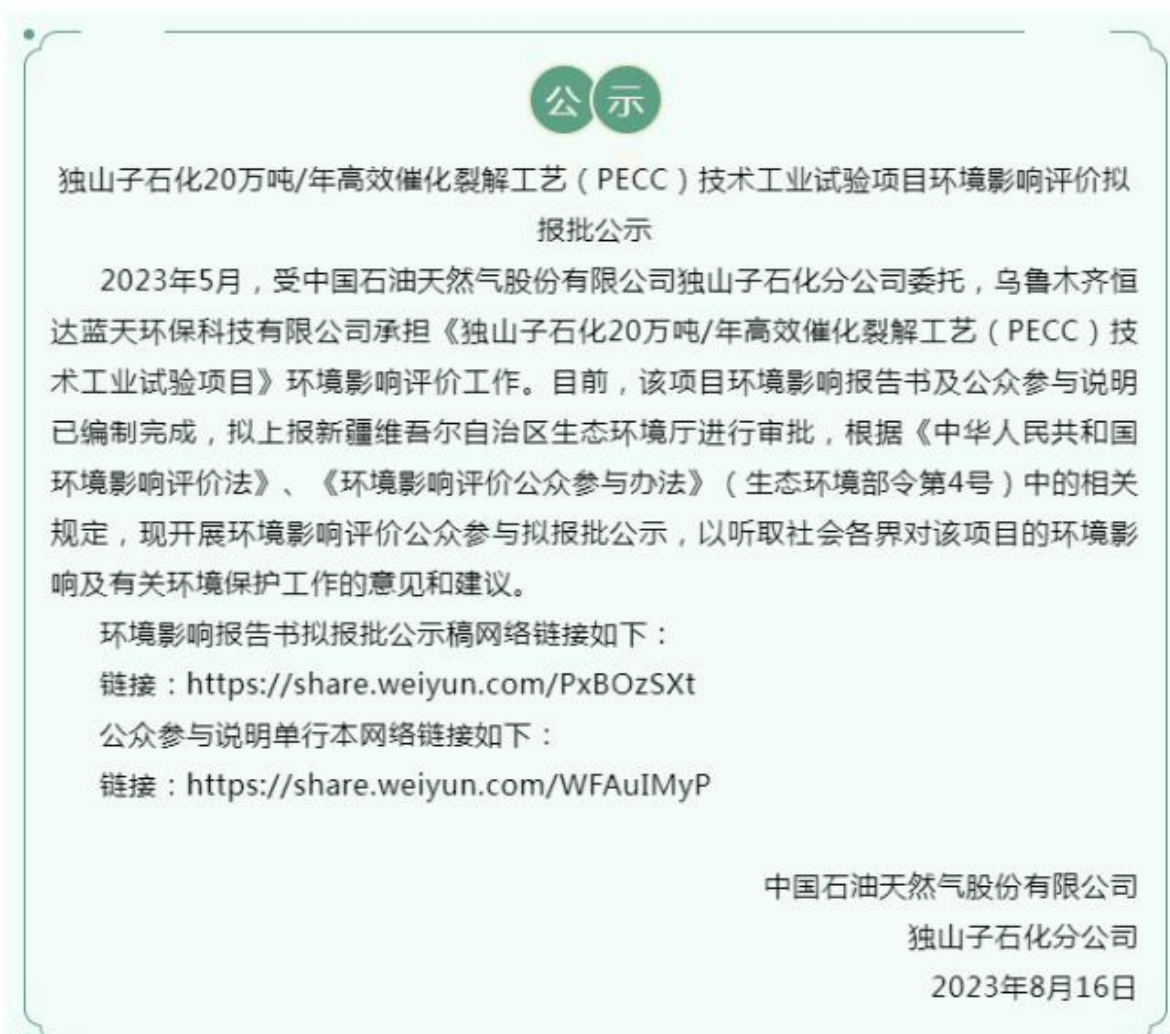 公示
独山子石化20万吨/年高效催化裂解工艺（PECC）技术工业试验项目环境影响评价拟
报批公示
2023年5月，受中国石油天然气股份有限公司独山子石化分公司委托，乌鲁木齐恒
达蓝天环保科技有限公司承担《独山子石化20万吨/年高效催化裂解工艺（PECC）技
术工业试验项目》环境影响评价工作。目前，该项目环境影响报告书及公众参与说明
已编制完成，拟上报新疆维吾尔自治区生态环境厅进行审批，根据《中华人民共和国
环境影响评价法》、《环境影响评价公众参与办法》（生态环境部令第4号）中的相关
规定，现开展环境影响评价公众参与拟报批公示，以听取社会各界对该项目的环境影
响及有关环境保护工作的意见和建议。
环境影响报告书拟报批公示稿网络链接如下：
链接：https://share.weiyun.com/PxBOzSXt
公众参与说明单行本网络链接如下：
链接：https://share.weiyun.com/WFAuIMyP
中国石油天然气股份有限公司
独山子石化分公司
2023年8月16日